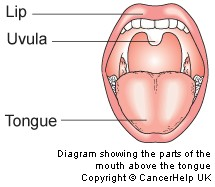 Lip
Uvula
Tongue
Diagram showing the parts of the
mouth above the tongue
Copyright © CancerHelp UK